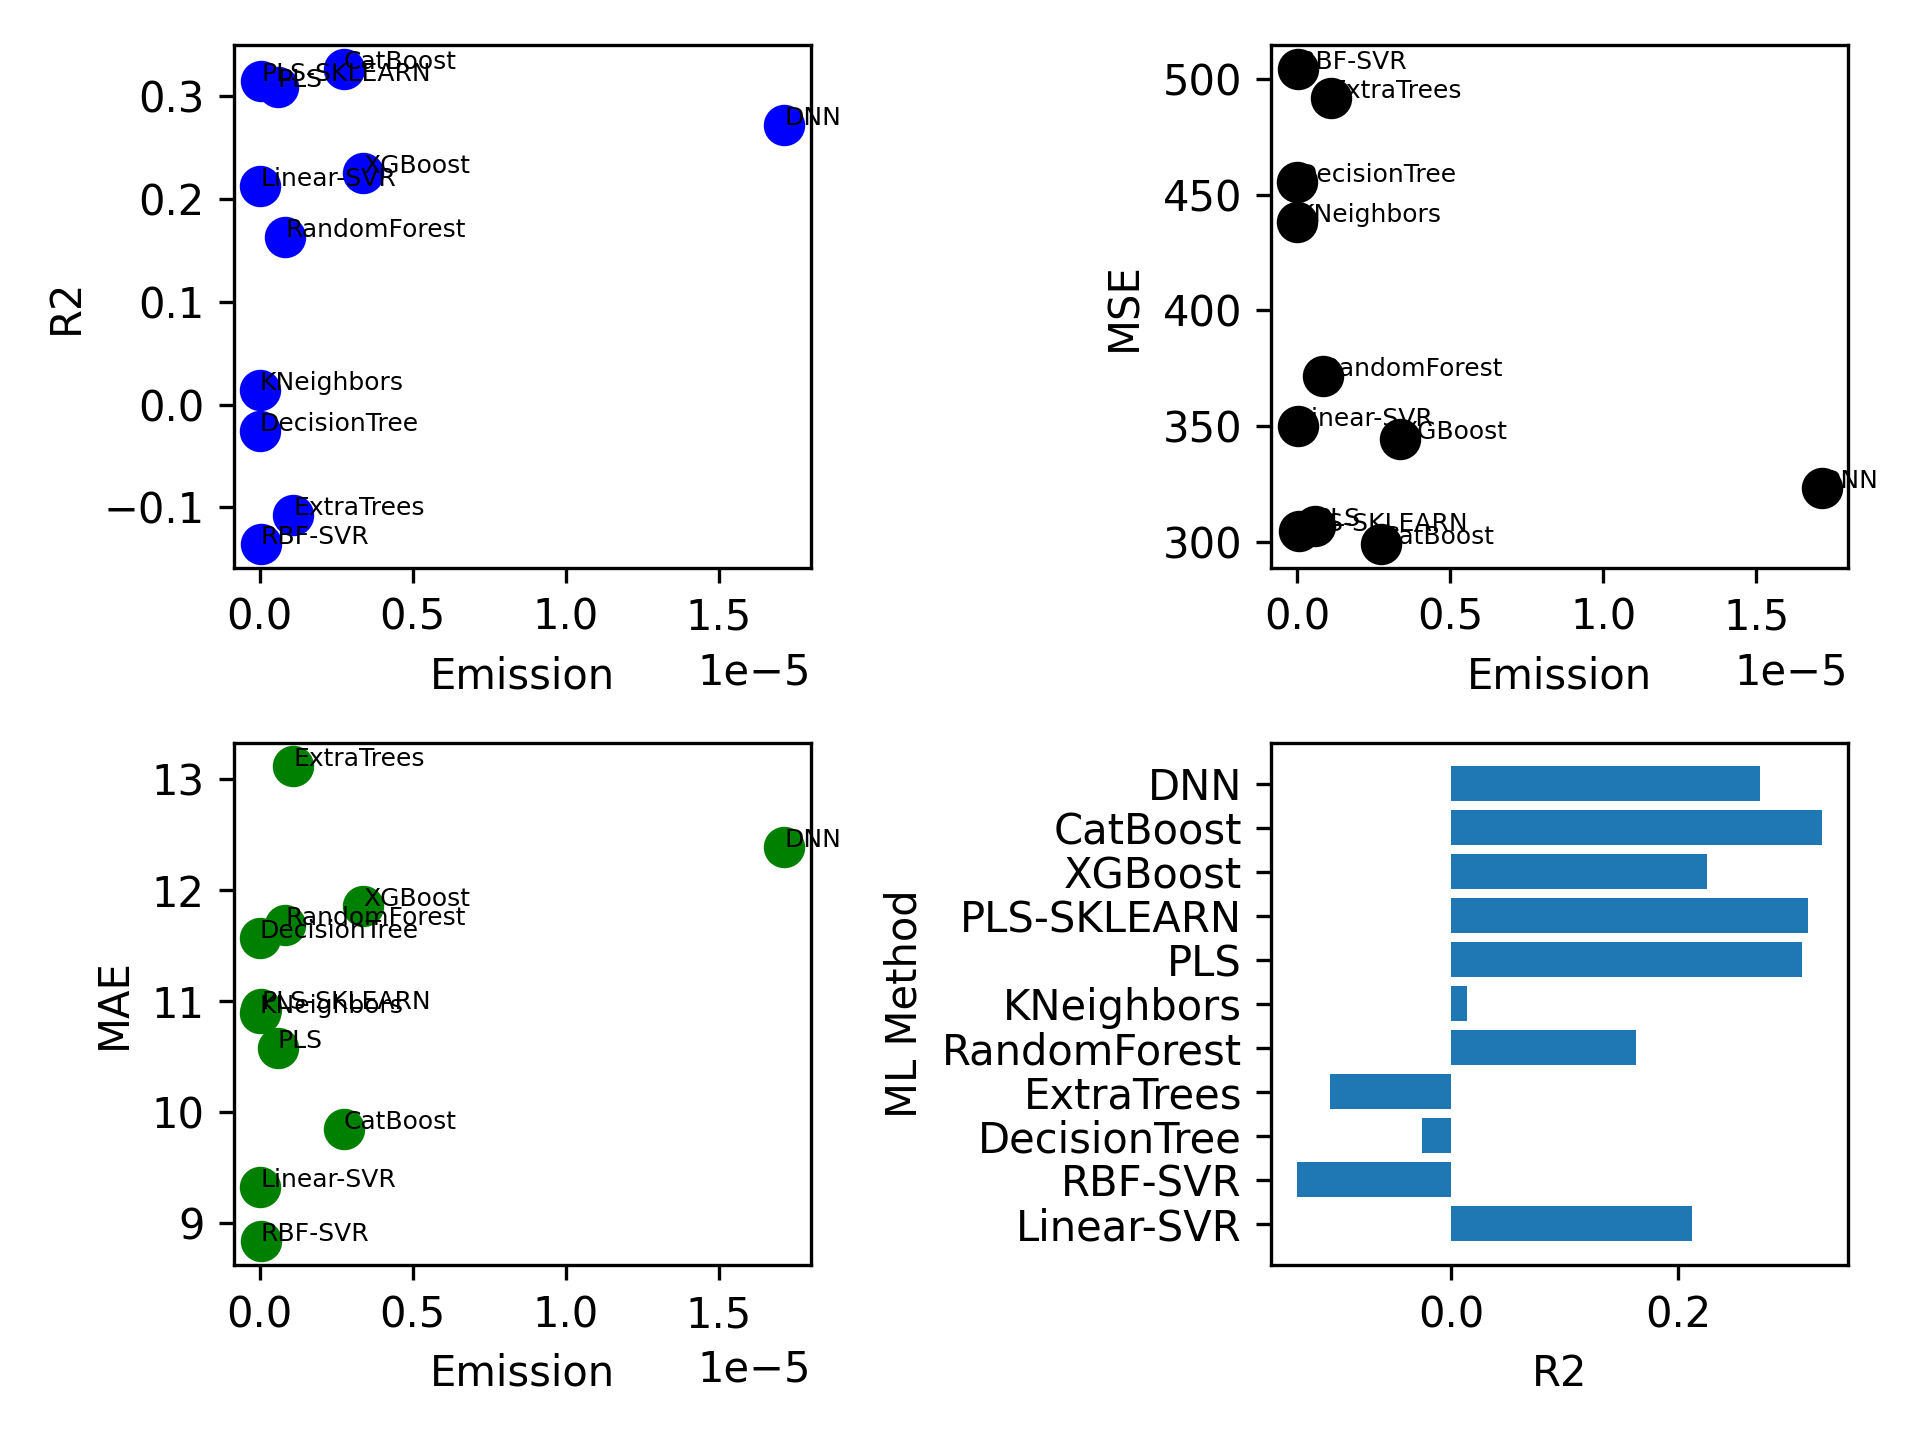 CatBoost
PLS-SKLEARN
PLS
DNN
XGBoost
Linear-SVR
RandomForest
KNeighbors
DecisionTree
ExtraTrees
RBF-SVR
0.3
0.2
0.1
0.0
−0.1
R2
0.0 0.5 1.0 1.5
Emission 1e−5
RBF-SVR
ExtraTrees
DecisionTree
KNeighbors
RandomForest
Linear-SVR
XGBoost
DNN
PLS
PLS-SKLEARN
CatBoost
500
450
400
350
300
MSE
0.0 0.5 1.0 1.5
Emission 1e−5
ExtraTrees
DNN
XGBoost
RandomForest
DecisionTree
PLS-SKLEARN
KNeighbors
PLS
CatBoost
Linear-SVR
RBF-SVR
13
12
11
10
9
MAE
0.0 0.5 1.0 1.5
Emission 1e−5
DNN
CatBoost
XGBoost
PLS-SKLEARN
PLS
KNeighbors
RandomForest
ExtraTrees
DecisionTree
RBF-SVR
Linear-SVR
ML Method
0.0 0.2
R2